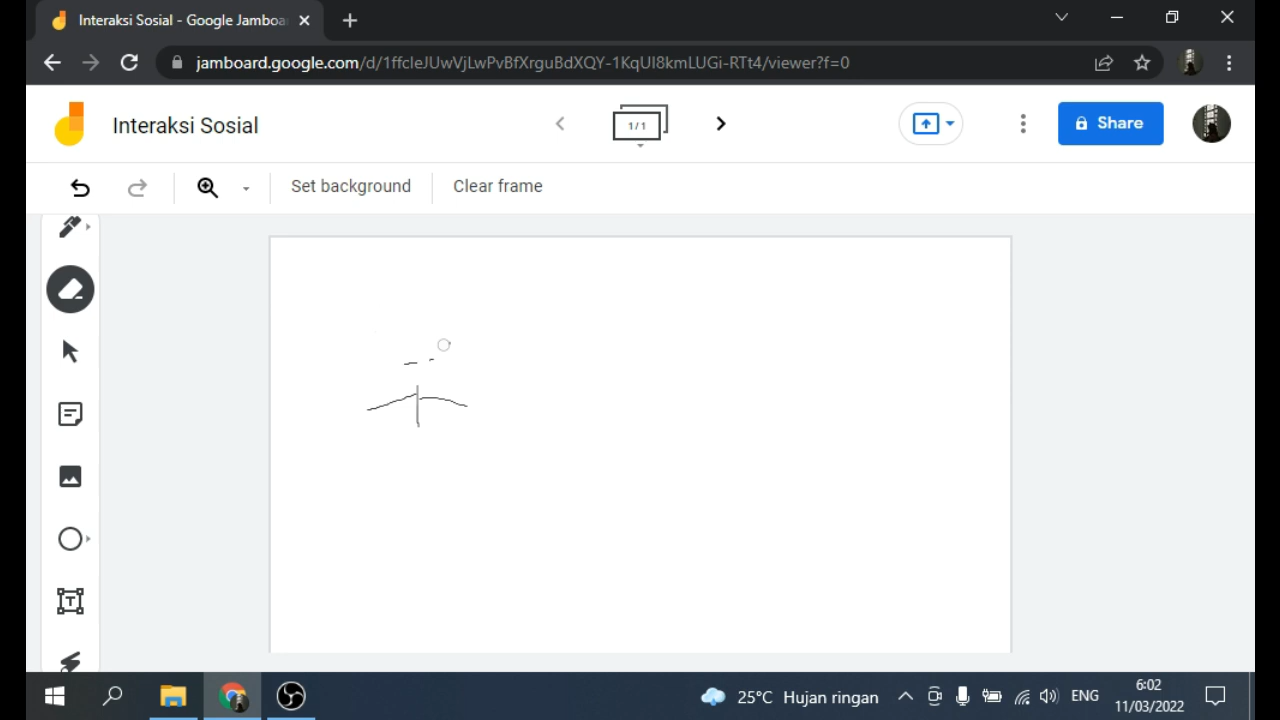 Interaksi Sosial - Google Jamboa
jamboard.google.com/d/1ffcIeJUwVjLwPvBfXrguBdXQY-1KqUI8kmLUGi-RTt4/viewer?f=0
Interaksi Sosial
1/1
Share
Set background
Clear frame
25°C Hujan ringan
ENG
6:02
11/03/2022